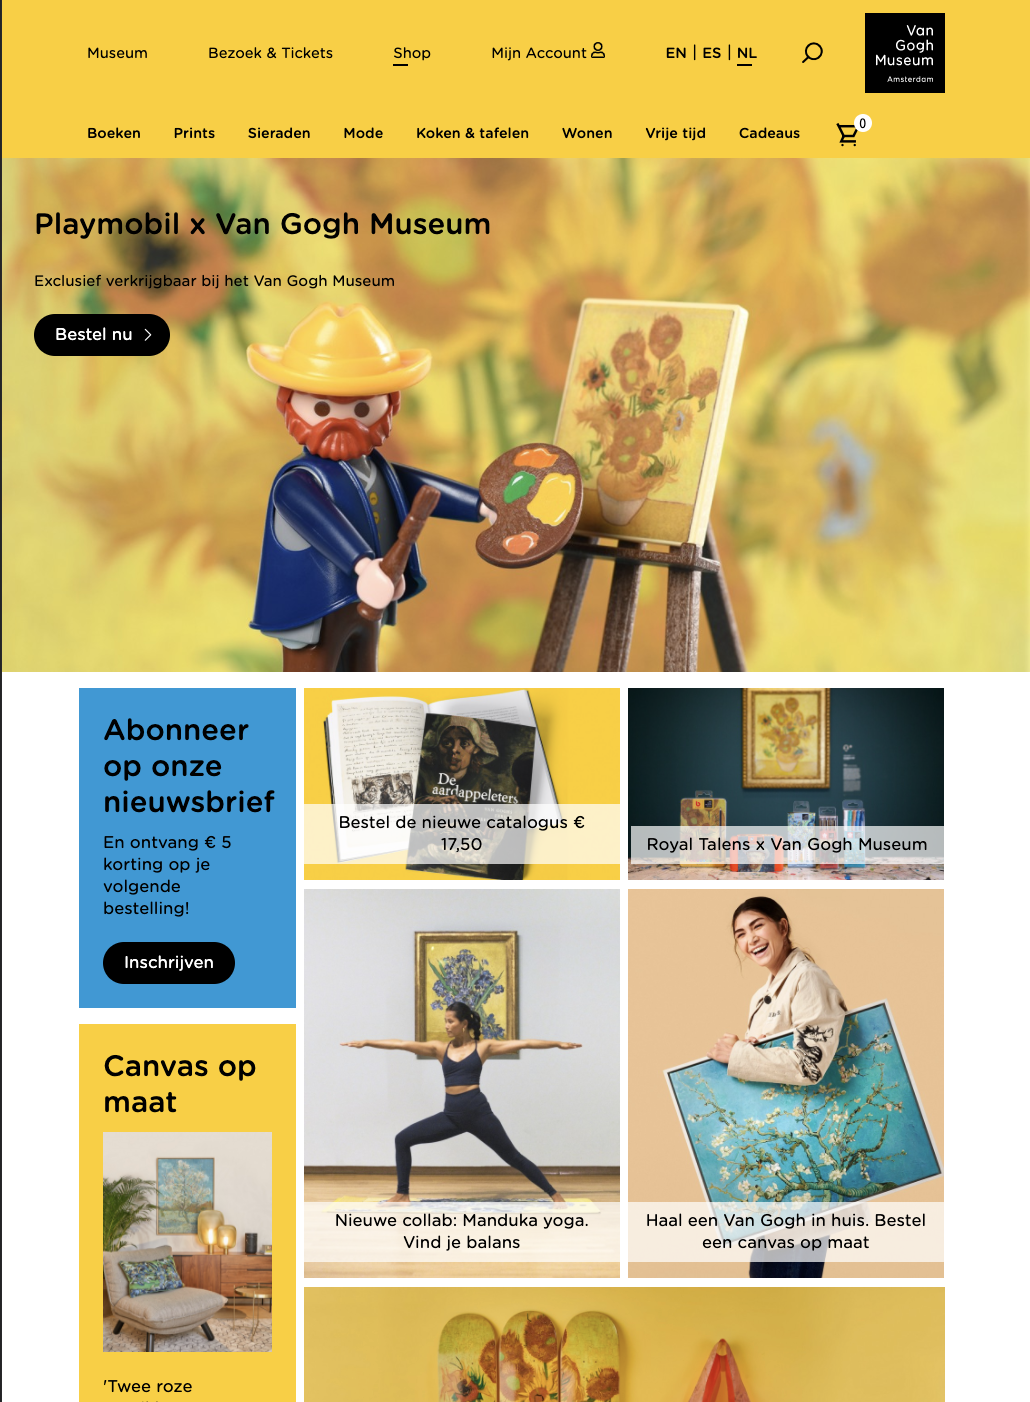 Museum
Bezoek & Tickets
Shop
Mijn Account
EN | ES | NL
Van
Gogh
Museum
Amsterdam
Boeken
Prints
Sieraden
Mode
Koken & tafelen
Wonen
Vrije tijd
Cadeaus
0
Playmobil x Van Gogh Museum
Exclusief verkrijgbaar bij het Van Gogh Museum
Bestel nu
Abonneer
op onze
nieuwsbrief
En ontvang € 5
korting op je
volgende
bestelling!
Inschrijven
De
aardappeleters
Bestel de nieuwe catalogus €
17,50
Royal Talens x Van Gogh Museum
Nieuwe collab: Manduka yoga.
Vind je balans
Haal een Van Gogh in huis. Bestel
een canvas op maat
Canvas op
maat
'Twee roze